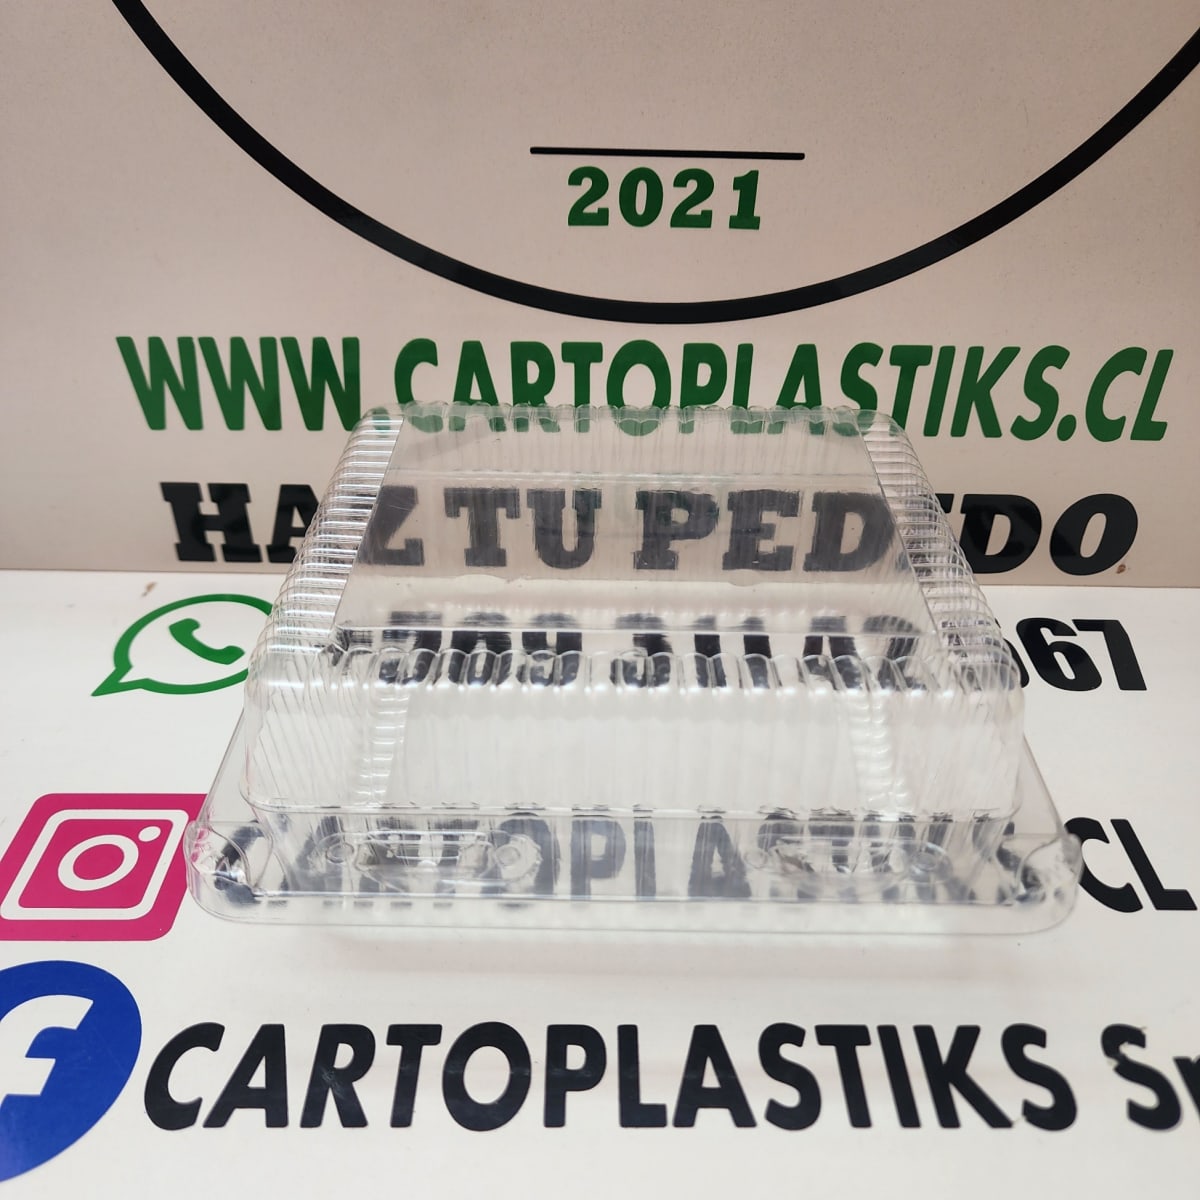 2021
WWW.CARTOPLASTIKS.CL
HAZ TU PEDIDO
CARTOPLASTIKS.CL
CARTOPLASTIKS